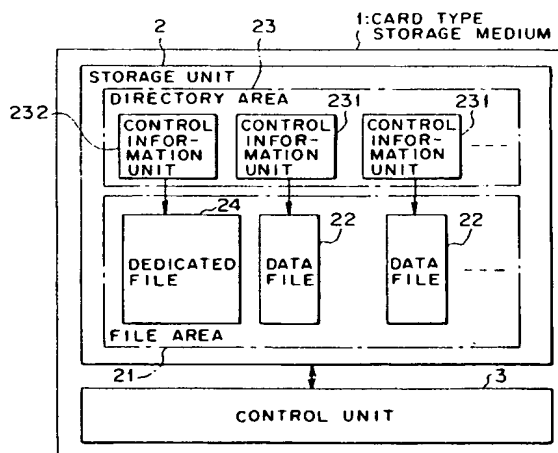 1: CARD TYPE
STORAGE MEDIUM
2
23
STORAGE UNIT
DIRECTORY AREA
232
231
231
CONTROL
INFOR-
MATION
UNIT
CONTROL
INFOR-
MATION
UNIT
CONTROL
INFOR-
MATION
UNIT
24
22
22
DEDICATED
FILE
DATA
FILE
DATA
FILE
FILE AREA
21
3
CONTROL UNIT